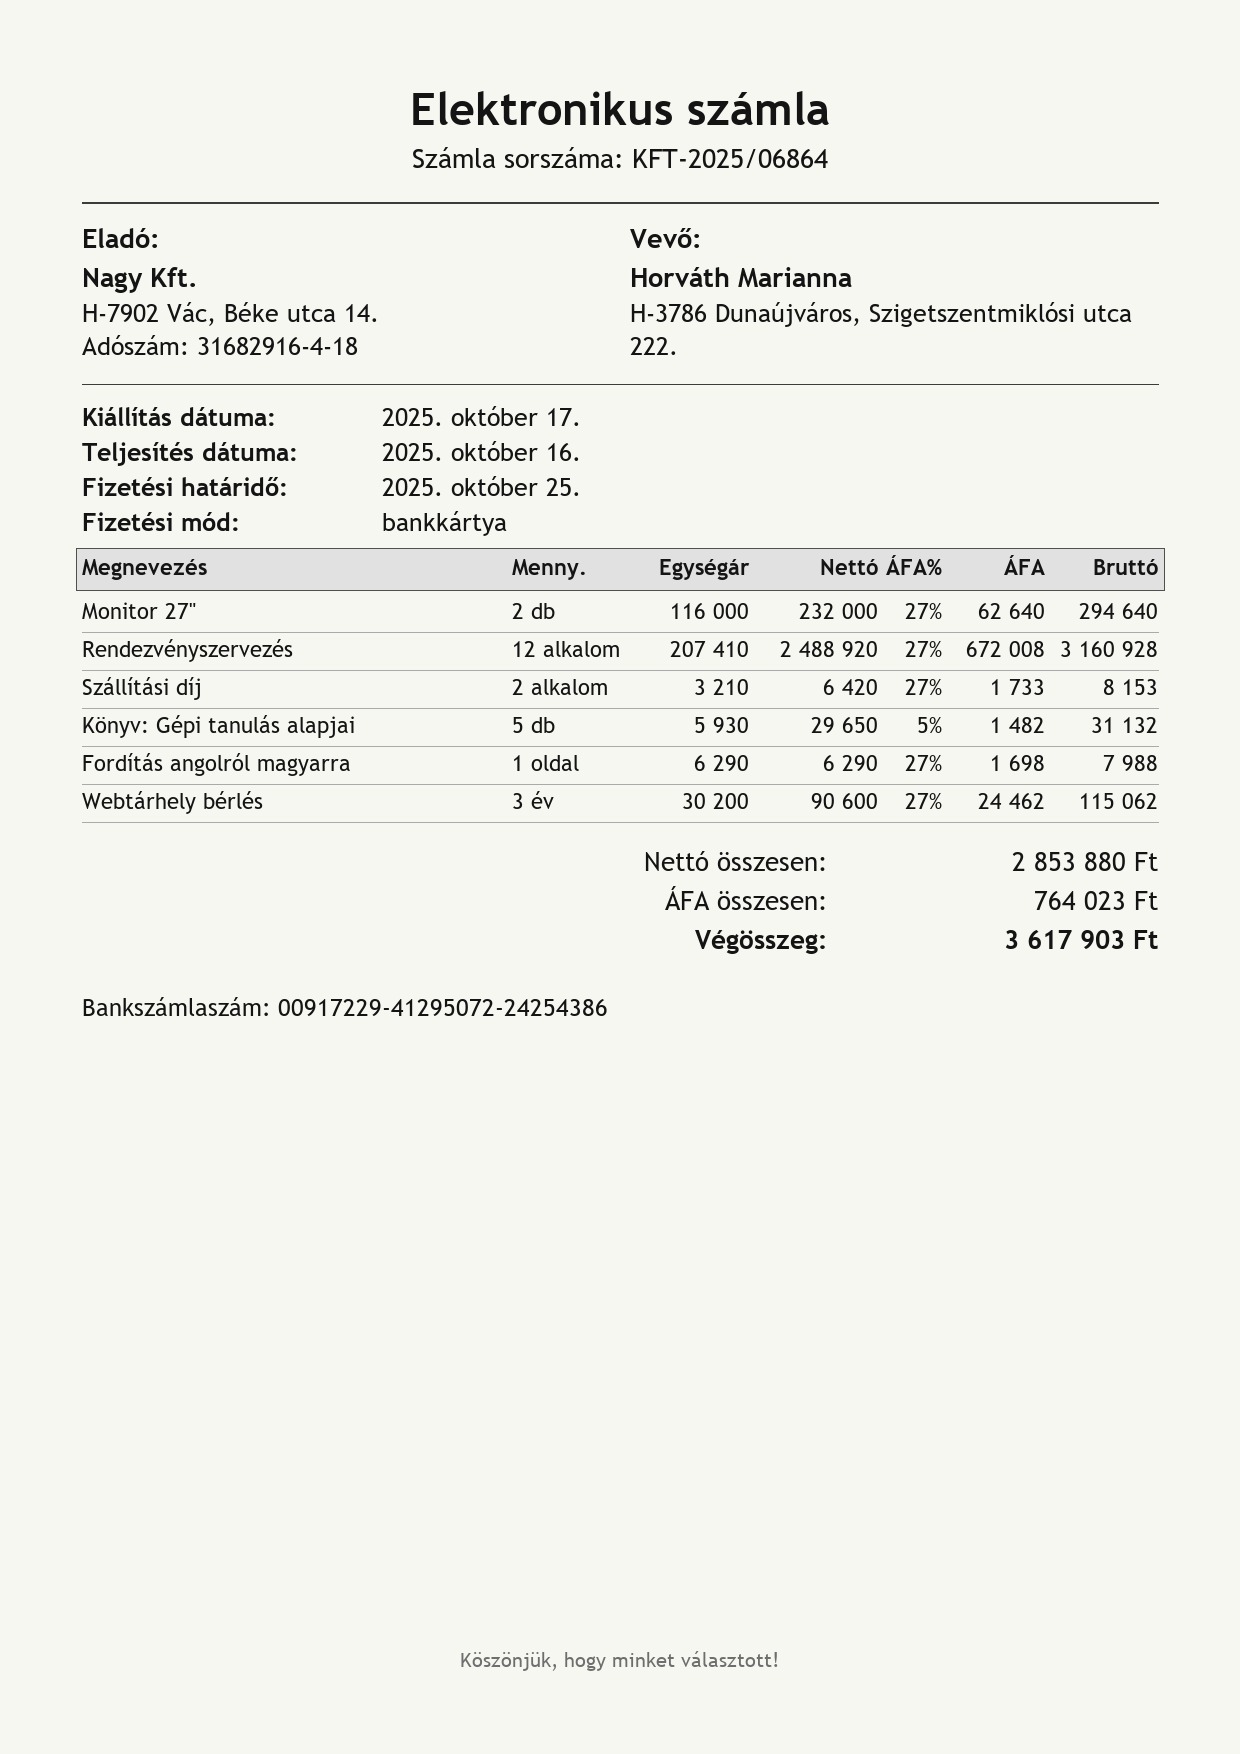 Elektronikus számla
Számla sorszáma: KFT-2025/06864
Eladó:
Nagy Kft.
H-7902 Vác, Béke utca 14.
Adószám: 31682916-4-18
Vevő:
Horváth Marianna
H-3786 Dunaújváros, Szigetszentmiklósi utca
222.
Kiállítás dátuma: 2025. október 17.
Teljesítés dátuma: 2025. október 16.
Fizetési határidő: 2025. október 25.
Fizetési mód: bankkártya
Megnevezés Menny. Egységár Nettó ÁFA% ÁFA Bruttó
Monitor 27" 2 db 116 000 232 000 27% 62 640 294 640
Rendezvényszervezés 12 alkalom 207 410 2 488 920 27% 672 008 3 160 928
Szállítási díj 2 alkalom 3 210 6 420 27% 1 733 8 153
Könyv: Gépi tanulás alapjai 5 db 5 930 29 650 5% 1 482 31 132
Fordítás angolról magyarra 1 oldal 6 290 6 290 27% 1 698 7 988
Webtárhely bérlés 3 év 30 200 90 600 27% 24 462 115 062
Nettó összesen: 2 853 880 Ft
ÁFA összesen: 764 023 Ft
Végösszeg: 3 617 903 Ft
Bankszámlaszám: 00917229-41295072-24254386
Köszönjük, hogy minket választott!